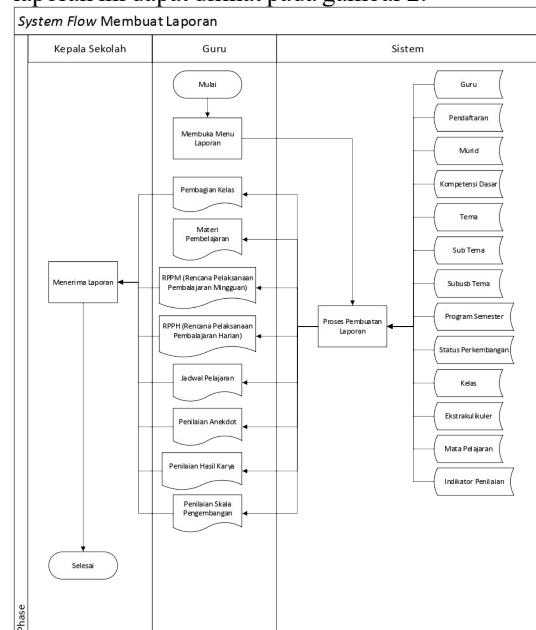 laporan ini dapat dilihat pada gambar 2.
System Flow Membuat Laporan
Kepala Sekolah
Guru
Sistem
Mulai
Membuka Menu
Laporan
Pembagian Kelas
Materi
Pembelajaran
RPPM (Rencana Pelaksanaan
Pembalajaran Mingguan)
RPPH (Rencana Pelaksanaan
Pembalajaran Harian)
Jadwal Pelajaran
Penilaian Anekdot
Penilaian Hasil Karya
Penilaian Skala
Pengembangan
Menerima Laporan
Selesai
Proses Pembuatan
Laporan
Guru
Pendaftaran
Murid
Kompetensi Dasar
Tema
Sub Tema
Subusb Tema
Program Semester
Status Perkembangan
Kelas
Ekstrakulikuler
Mata Pelajaran
Indikator Penilaian
Phase